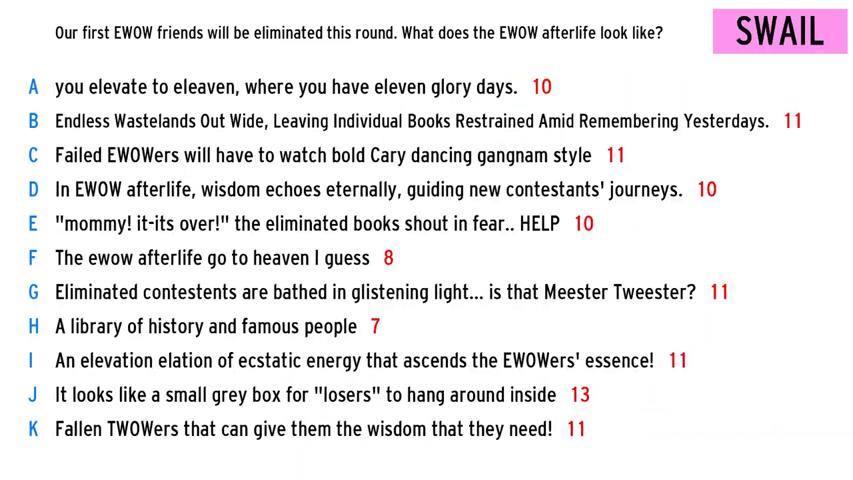 Our first EWOW friends will be eliminated this round. What does the EWOW afterlife look like?
SWAIL
A you elevate to eleaven, where you have eleven glory days. 10
B Endless Wastelands Out Wide, Leaving Individual Books Restrained Amid Remembering Yesterdays. 11
C Failed EWOWers will have to watch bold Cary dancing gangnam style 11
D In EWOW afterlife, wisdom echoes eternally, guiding new contestants' journeys. 10
E "mommy! it-its over!" the eliminated books shout in fear.. HELP 10
F The ewow afterlife go to heaven I guess 8
G Eliminated contestents are bathed in glistening light... is that Meester Tweester? 11
H A library of history and famous people 7
I An elevation elation of ecstatic energy that ascends the EWOWers' essence! 11
J It looks like a small grey box for "losers" to hang around inside 13
K Fallen TWOWers that can give them the wisdom that they need! 11